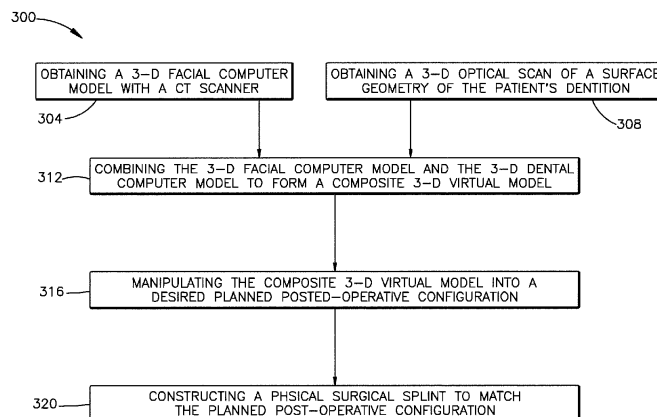 300
OBTAINING A 3-D FACIAL COMPUTER
MODEL WITH A CT SCANNER
304
OBTAINING A 3-D OPTICAL SCAN OF A SURFACE
GEOMETRY OF THE PATIENT'S DENTITION
308
312
COMBINING THE 3-D FACIAL COMPUTER MODEL AND THE 3-D DENTAL
COMPUTER MODEL TO FORM A COMPOSITE 3-D VIRTUAL MODEL
316
MANIPULATING THE COMPOSITE 3-D VIRTUAL MODEL INTO A
DESIRED PLANNED POSTED-OPERATIVE CONFIGURATION
320
CONSTRUCTING A PHSICAL SURGICAL SPLINT TO MATCH
THE PLANNED POST-OPERATIVE CONFIGURATION